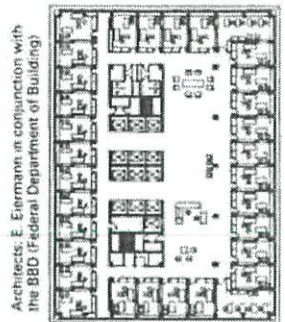 Architects: E. Eiermann in conjunction with
the BBD (Federal Department of Building)